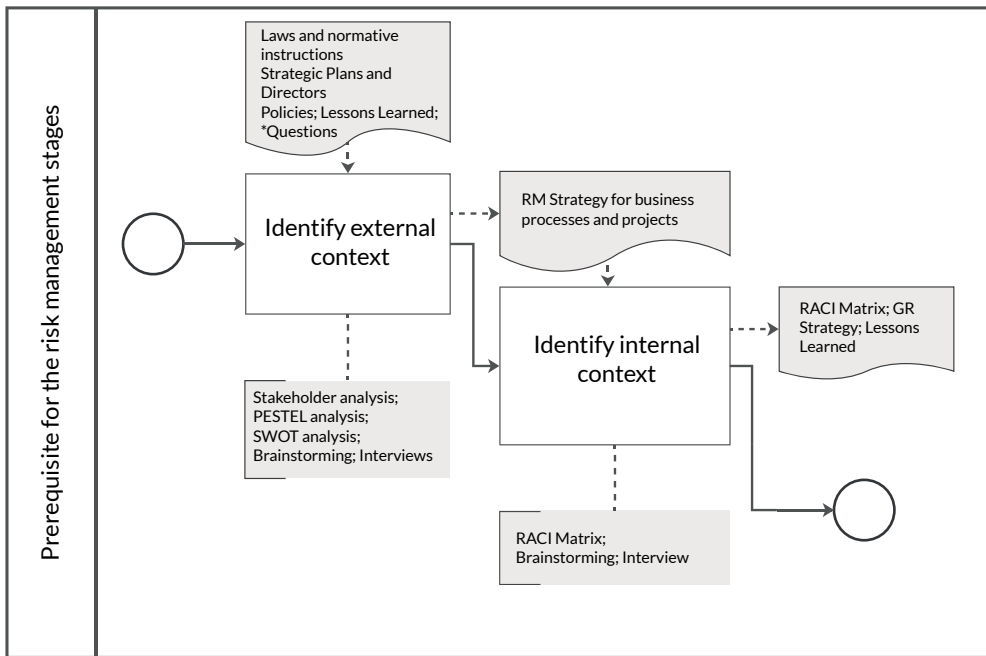 Prerequisite for the risk management stages
Laws and normative
instructions
Strategic Plans and
Directors
Policies; Lessons Learned;
*Questions
Identify external
context
RM Strategy for business
processes and projects
Stakeholder analysis;
PESTEL analysis;
SWOT analysis;
Brainstorming; Interviews
Identify internal
context
RACI Matrix; GR
Strategy; Lessons
Learned
RACI Matrix;
Brainstorming; Interview